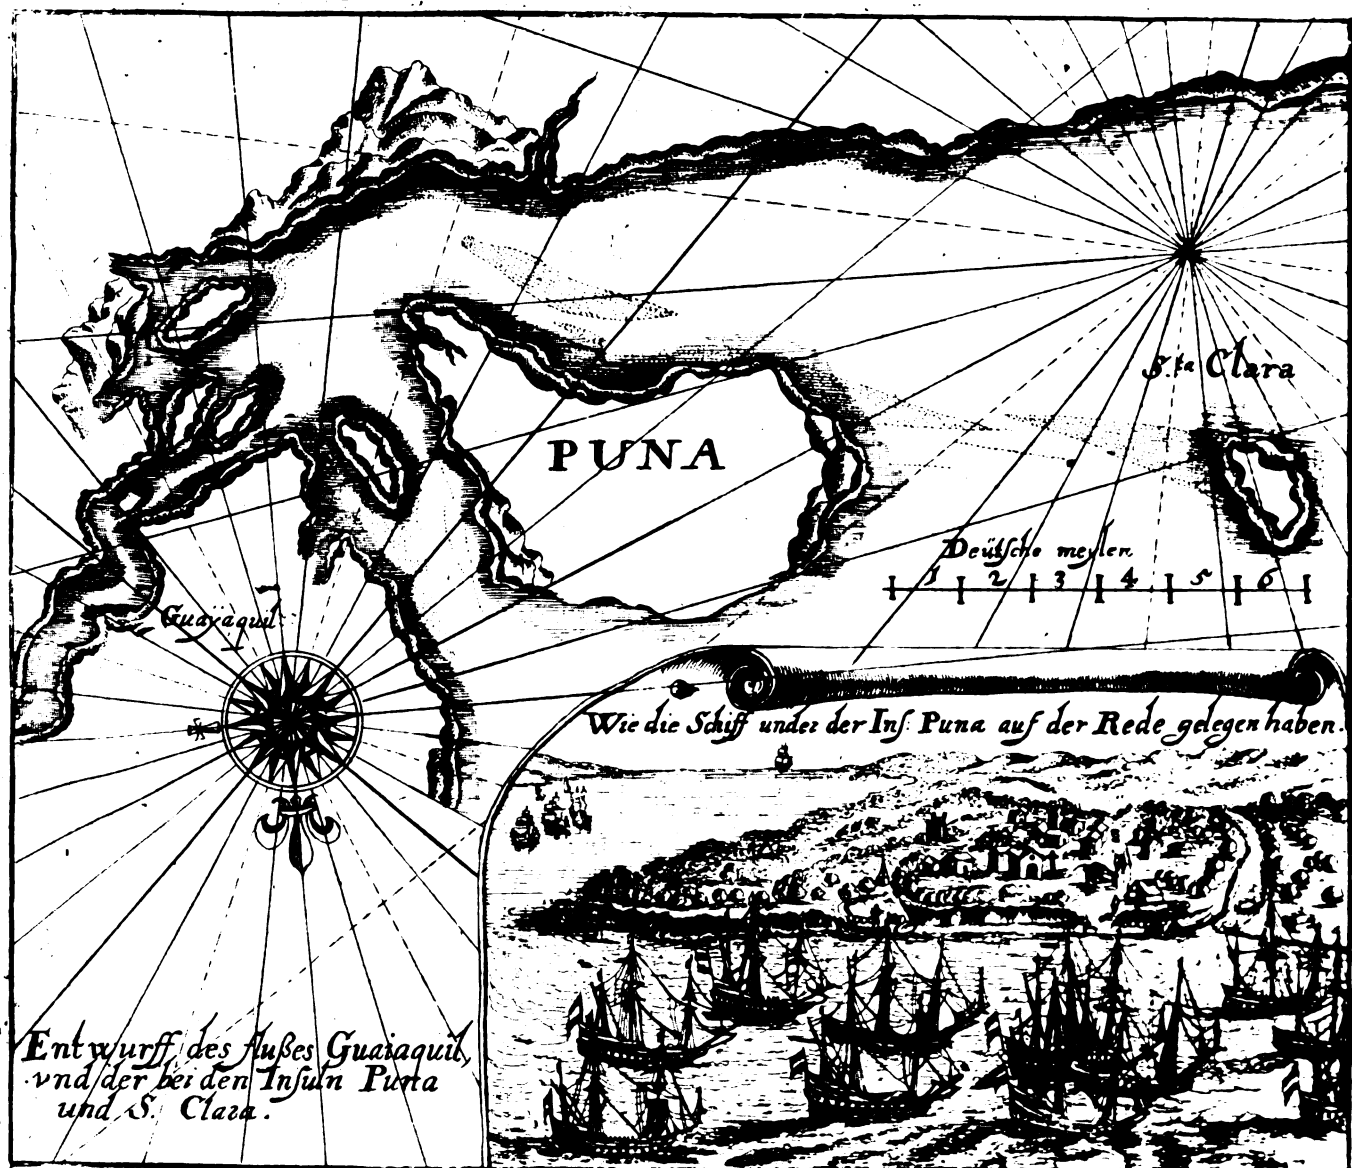 S.ta Clara
PUNA
Deütsche meylen
1 2 3 4 5 6
Guayaquil
Wie die Schiff under der Ins: Puna auf der Rede gelegen haben.
Entwurff des flußes Guaiaquil,
vnd der bei den Insuln Puna
und S. Clara.